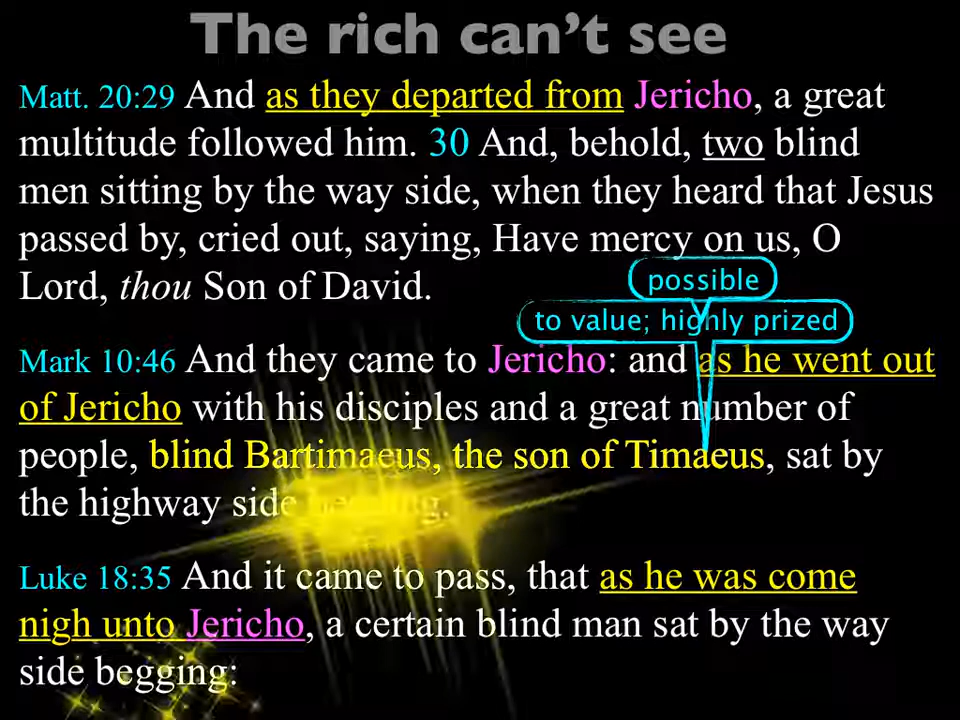 The rich can't see
Matt. 20:29 And as they departed from Jericho, a great
multitude followed him. 30 And, behold, two blind
men sitting by the way side, when they heard that Jesus
passed by, cried out, saying, Have mercy on us, O
Lord, thou Son of David.
possible
to value; highly prized
Mark 10:46 And they came to Jericho: and as he went out
of Jericho with his disciples and a great number of
people, blind Bartimaeus, the son of Timaeus, sat by
the highway side begging.
Luke 18:35 And it came to pass, that as he was come
nigh unto Jericho, a certain blind man sat by the way
side begging: